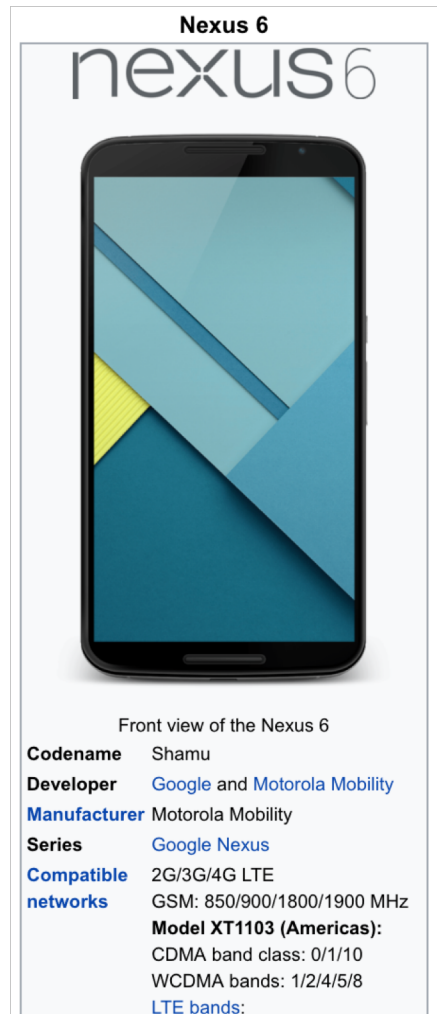 Nexus 6
nexus 6
Front view of the Nexus 6
Codename Shamu
Developer Google and Motorola Mobility
Manufacturer Motorola Mobility
Series Google Nexus
Compatible 2G/3G/4G LTE
networks GSM: 850/900/1800/1900 MHz
Model XT1103 (Americas):
CDMA band class: 0/1/10
WCDMA bands: 1/2/4/5/8
LTE bands: